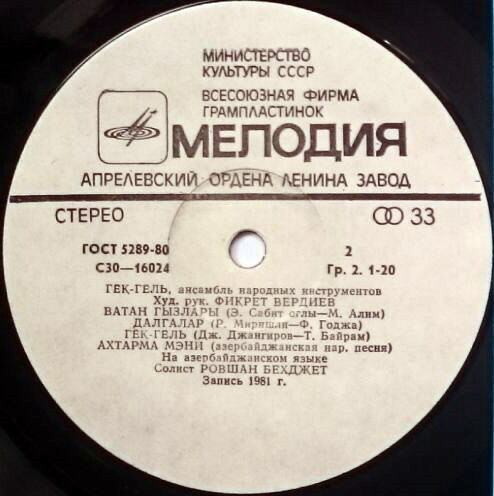 МИНИСТЕРСТВО
КУЛЬТУРЫ СССР
ВСЕСОЮЗНАЯ ФИРМА
ГРАМПЛАСТИНОК
МЕЛОДИЯ
АПРЕЛЕВСКИЙ ОРДЕНА ЛЕНИНА ЗАВОД
СТЕРЕО 33
ГОСТ 5289-80 2
С30—16024 Гр. 2. 1-20
ГЕК-ГЕЛЬ, ансамбль народных инструментов
Худ. рук. ФИКРЕТ ВЕРДИЕВ
ВАТАН ГЫЗЛАРЫ (Э. Сабит оглы—М. Алим)
ДАЛГАЛАР (Р. Миришли—Ф. Годжа)
ГЕК-ГЕЛЬ (Дж. Джангиров—Т. Байрам)
АХТАРМА МЭНИ (азербайджанская нар. песня)
На азербайджанском языке
Солист РОВШАН БЕХДЖЕТ
Запись 1981 г.